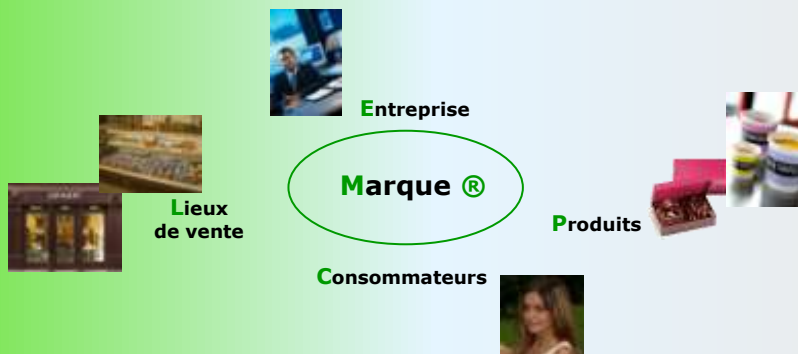 Entreprise
Marque ®
Lieux
de vente
Produits
Consommateurs